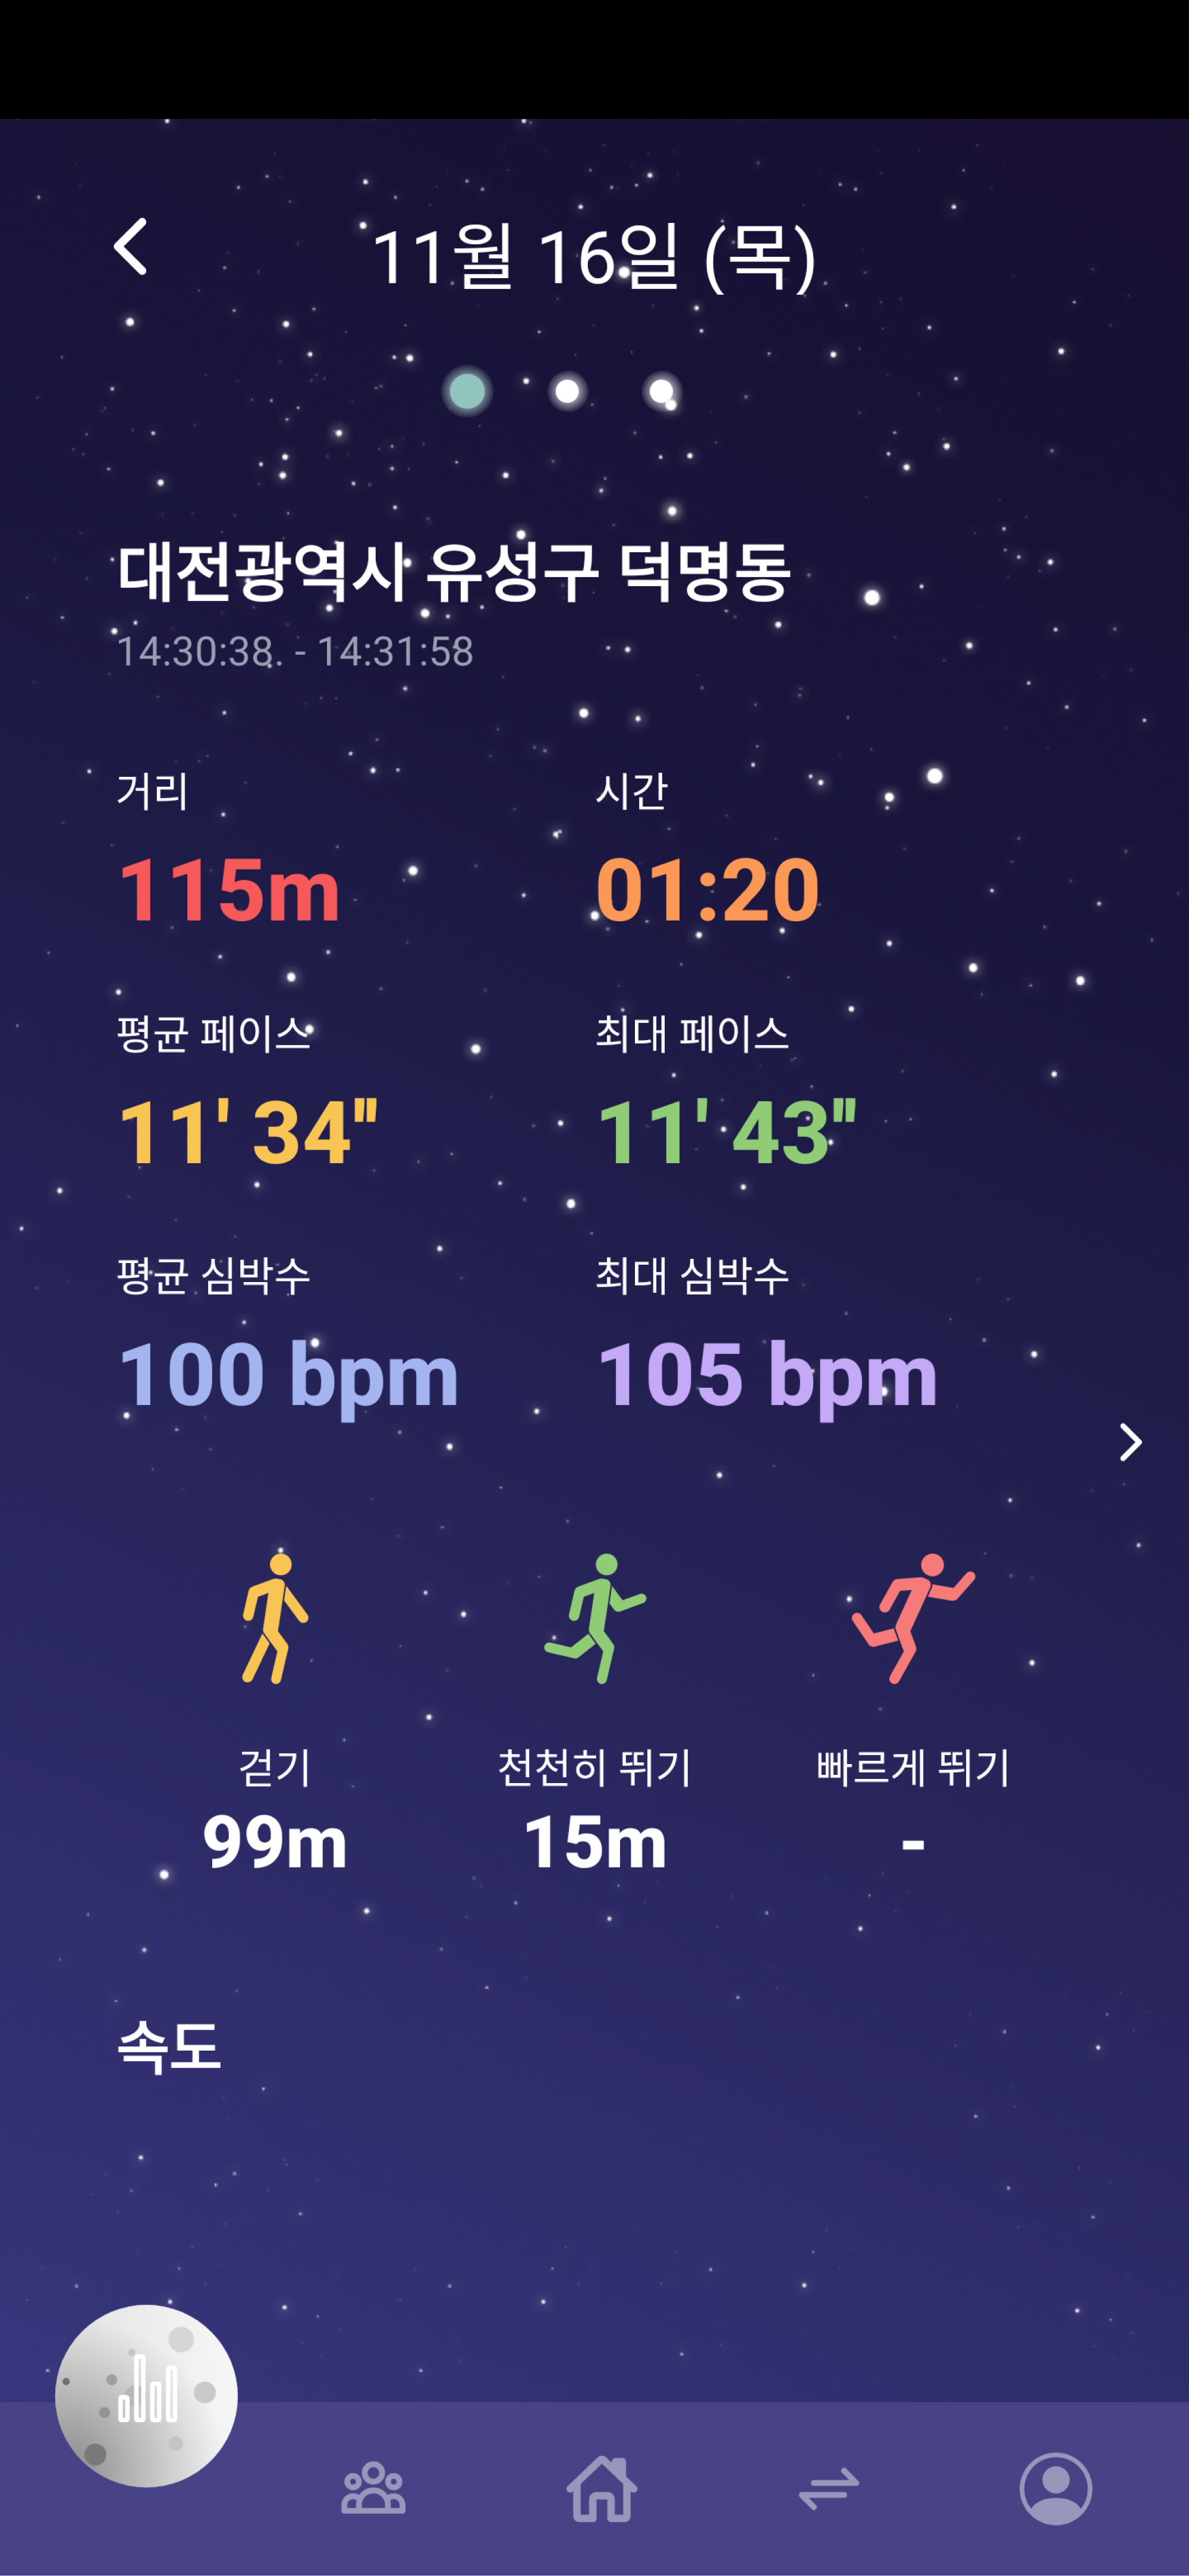 11월 16일 (목)
대전광역시 유성구 덕명동
14:30:38. - 14:31:58
거리 시간
115m 01:20
평균 페이스 최대 페이스
11' 34" 11' 43"
평균 심박수 최대 심박수
100 bpm 105 bpm
걷기 천천히 뛰기 빠르게 뛰기
99m 15m -
속도